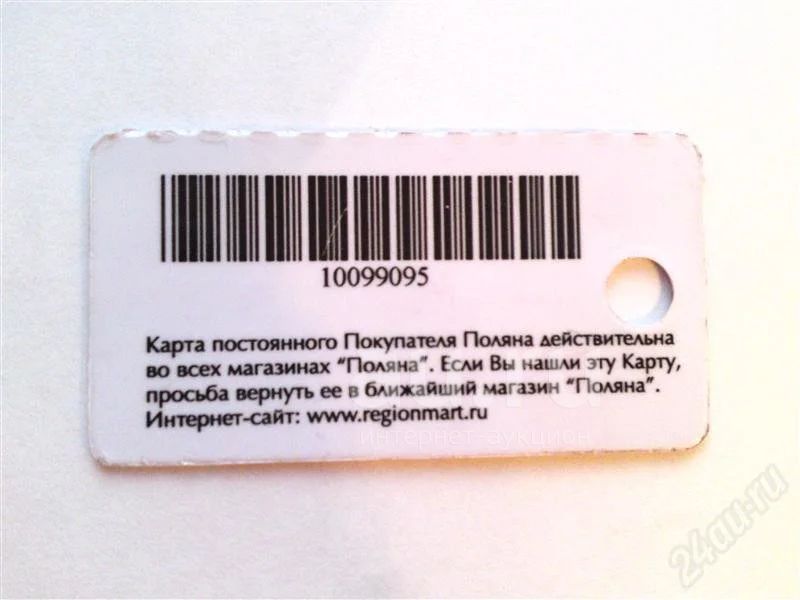 10099095
Карта постоянного Покупателя Поляна действительна
во всех магазинах “Поляна”. Если Вы нашли эту Карту,
просьба вернуть ее в ближайший магазин “Поляна”.
Интернет-сайт: www.regionmart.ru
интернет-аукцион
24au.ru